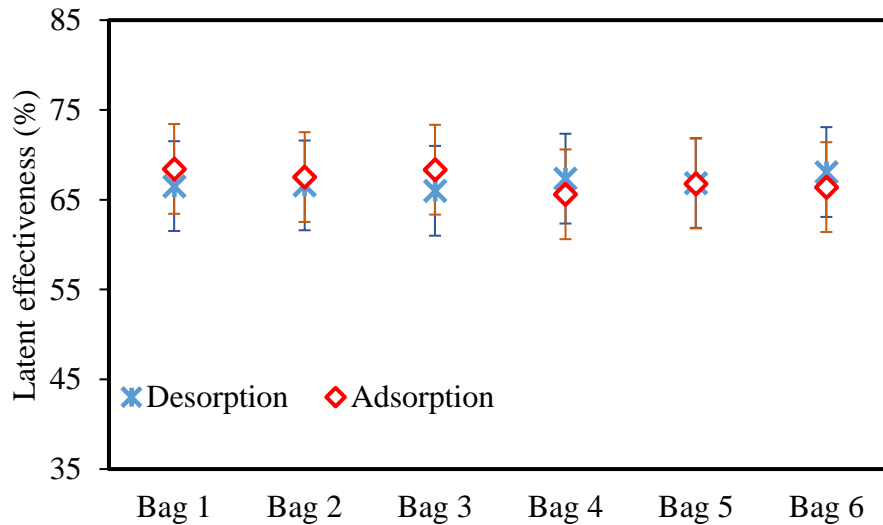 85
75
65
55
45
35
Latent effectiveness (%)
Desorption Adsorption
Bag 1 Bag 2 Bag 3 Bag 4 Bag 5 Bag 6